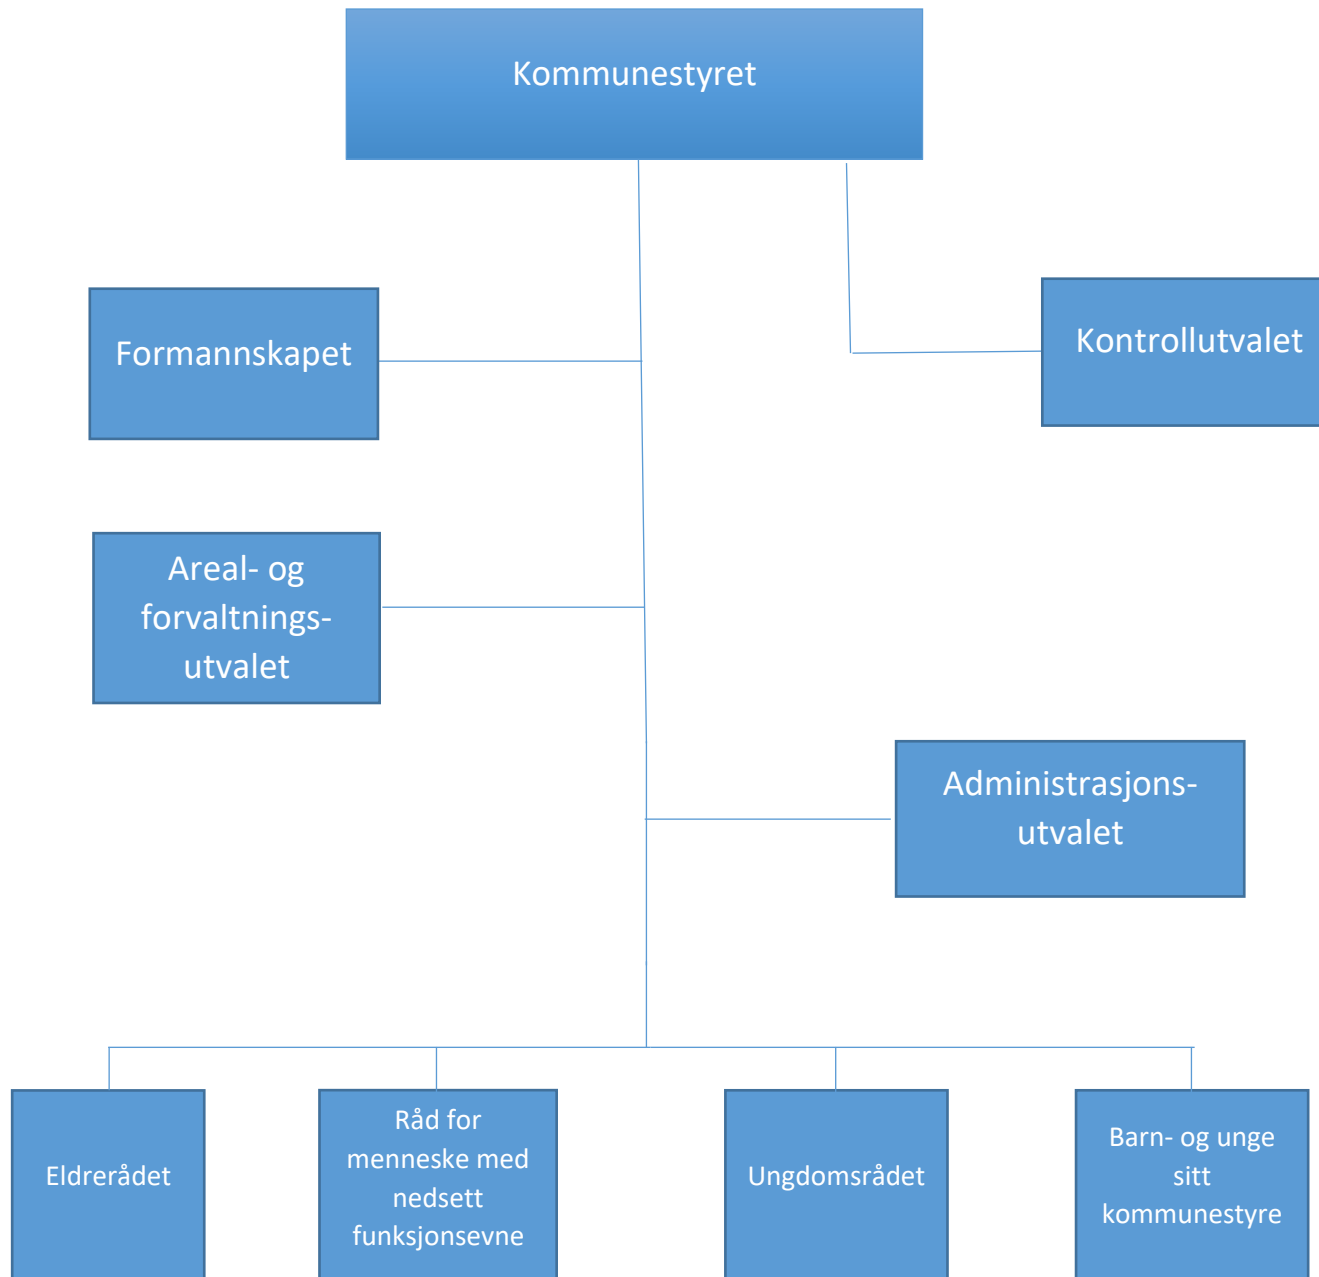 Kommunestyret
Formannskapet
Kontrollutvalet
Areal- og
forvaltnings-
utvalet
Administrasjons-
utvalet
Eldrerådet
Råd for
menneske med
nedsett
funksjonsevne
Ungdomsrådet
Barn- og unge
sitt
kommunestyre